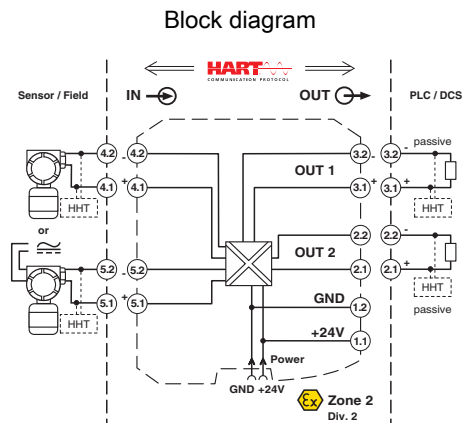 Block diagram
HART
COMMUNICATION PROTOCOL
Sensor / Field
IN
OUT
PLC / DCS
4.2 - 4.2
4.1 + 4.1
HHT
or
5.2 - 5.2
5.1 + 5.1
HHT
OUT 1
3.2 - 3.2 -
3.1 + 3.1 +
passive
HHT
OUT 2
2.2 2.2 -
2.1 2.1 +
HHT
passive
GND 1.2
+24V 1.1
Power
GND +24V
Ex Zone 2
Div. 2